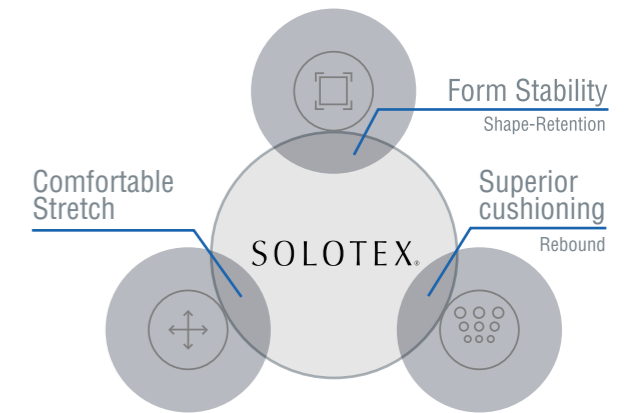 Form Stability
Shape-Retention
Comfortable
Stretch
Superior
cushioning
Rebound
SOLOTEX®